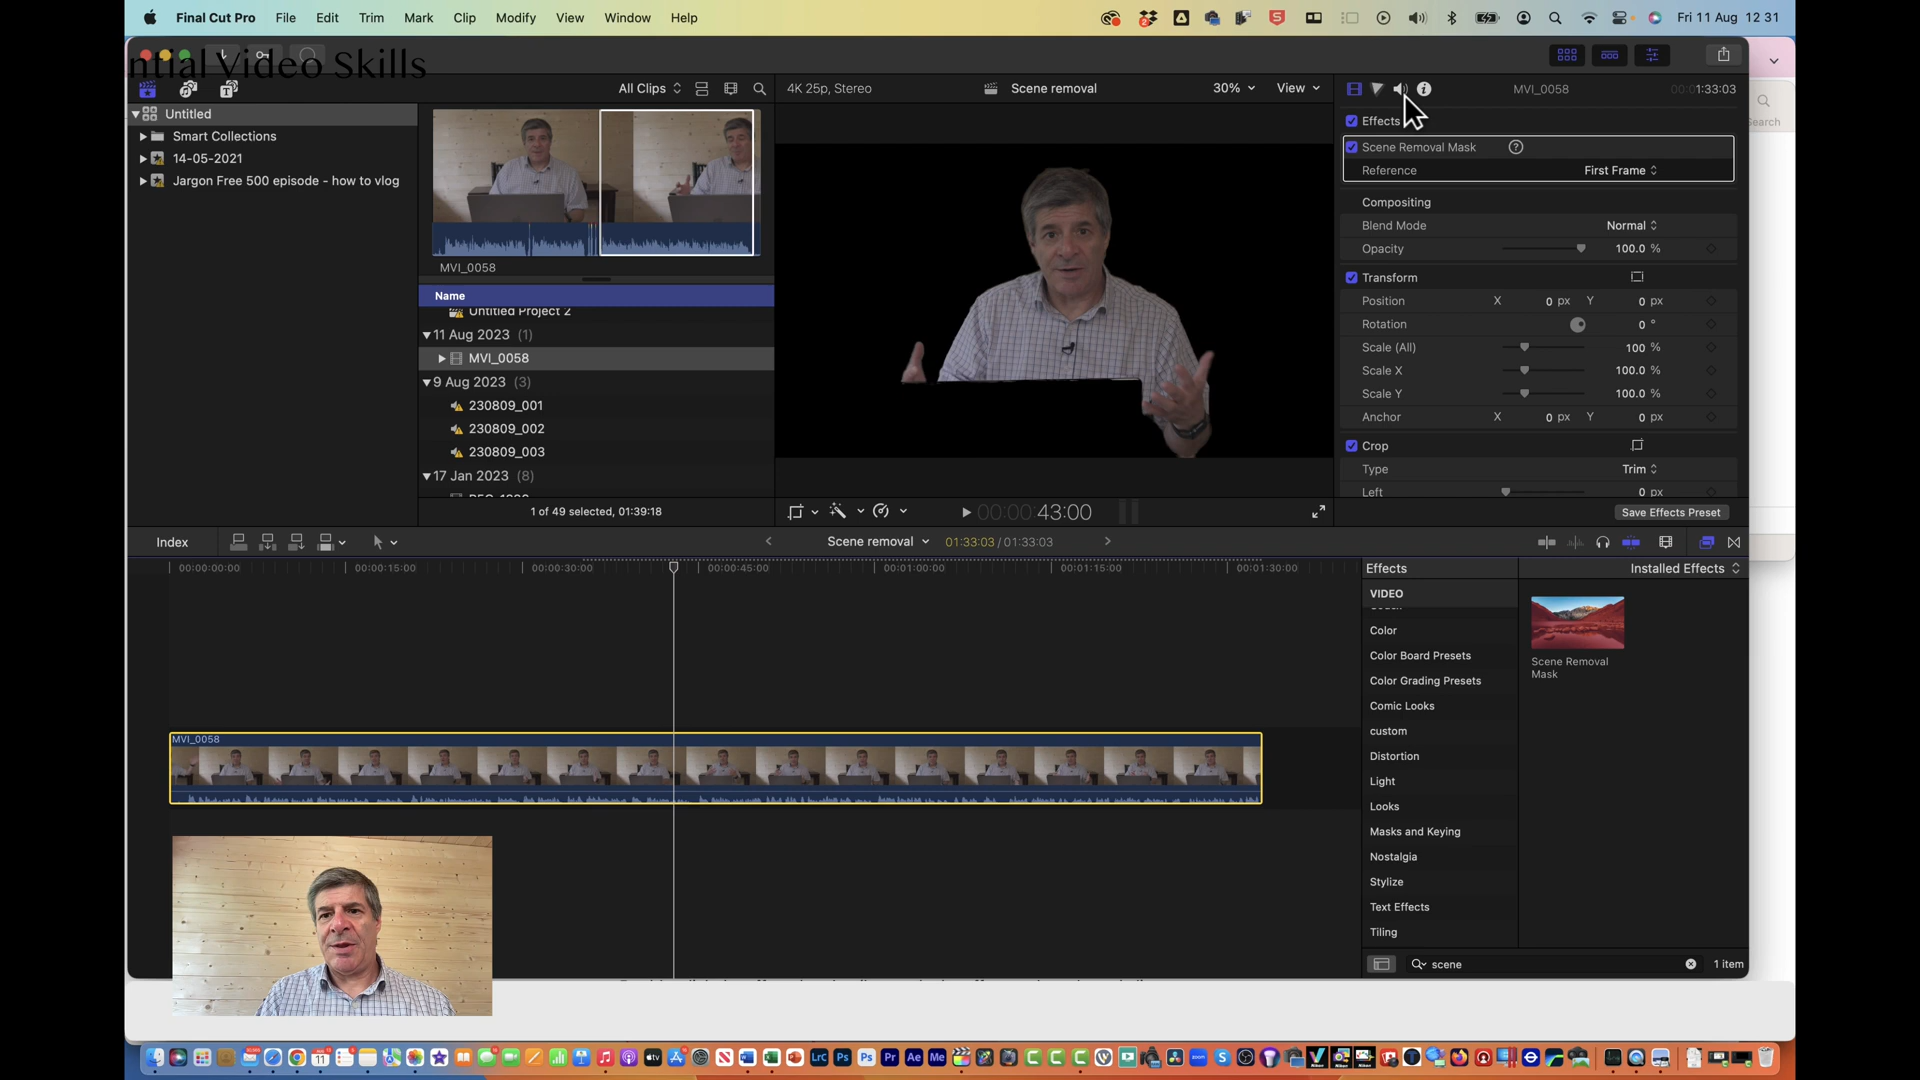 Final Cut Pro File Edit Trim Mark Clip Modify View Window Help
Fri 11 Aug 12 31
ntial Video Skills
All Clips
4K 25p, Stereo
Scene removal
30%
View
MVI_0058
00:01:33:03
Search
Untitled
Smart Collections
14-05-2021
Jargon Free 500 episode - how to vlog
MVI_0058
Name
Untitled Project 2
11 Aug 2023 (1)
MVI_0058
9 Aug 2023 (3)
230809_001
230809_002
230809_003
17 Jan 2023 (8)
1 of 49 selected, 01:39:18
00:00:43:00
Effects
Scene Removal Mask ?
Reference First Frame
Compositing
Blend Mode Normal
Opacity 100.0 %
Transform
Position X 0 px Y 0 px
Rotation 0 °
Scale (All) 100 %
Scale X 100.0 %
Scale Y 100.0 %
Anchor X 0 px Y 0 px
Crop
Type Trim
Left 0 px
Save Effects Preset
Index
Scene removal
01:33:03 / 01:33:03
00:00:00:00 00:00:15:00 00:00:30:00 00:00:45:00 00:01:00:00 00:01:15:00 00:01:30:00
MVI_0058
Effects
Installed Effects
VIDEO
Color
Color Board Presets
Color Grading Presets
Comic Looks
custom
Distortion
Light
Looks
Masks and Keying
Nostalgia
Stylize
Text Effects
Tiling
Scene Removal
Mask
scene
1 item
LrC Ps Ps Pr Ae Me